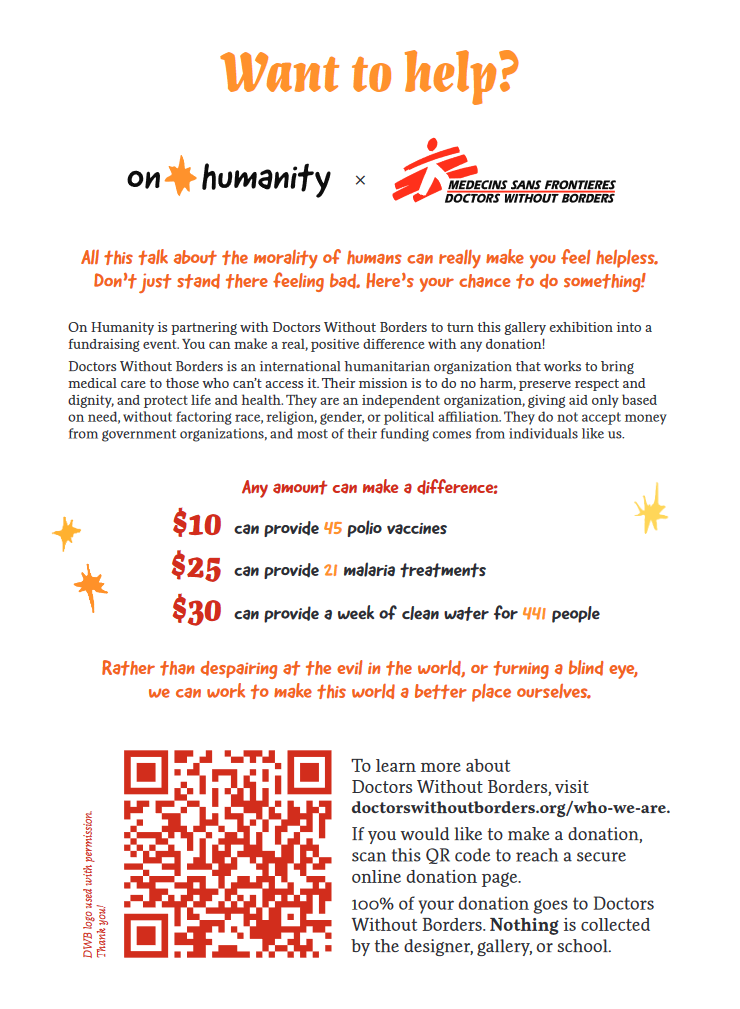 Want to help?
on humanity × MEDECINS SANS FRONTIERES
DOCTORS WITHOUT BORDERS
All this talk about the morality of humans can really make you feel helpless.
Don't just stand there feeling bad. Here's your chance to do something!
On Humanity is partnering with Doctors Without Borders to turn this gallery exhibition into a
fundraising event. You can make a real, positive difference with any donation!
Doctors Without Borders is an international humanitarian organization that works to bring
medical care to those who can't access it. Their mission is to do no harm, preserve respect and
dignity, and protect life and health. They are an independent organization, giving aid only based
on need, without factoring race, religion, gender, or political affiliation. They do not accept money
from government organizations, and most of their funding comes from individuals like us.
Any amount can make a difference:
$10 can provide 45 polio vaccines
$25 can provide 21 malaria treatments
$30 can provide a week of clean water for 441 people
Rather than despairing at the evil in the world, or turning a blind eye,
we can work to make this world a better place ourselves.
DWB logo used with permission.
Thank you!
To learn more about
Doctors Without Borders, visit
doctorswithoutborders.org/who-we-are.
If you would like to make a donation,
scan this QR code to reach a secure
online donation page.
100% of your donation goes to Doctors
Without Borders. Nothing is collected
by the designer, gallery, or school.